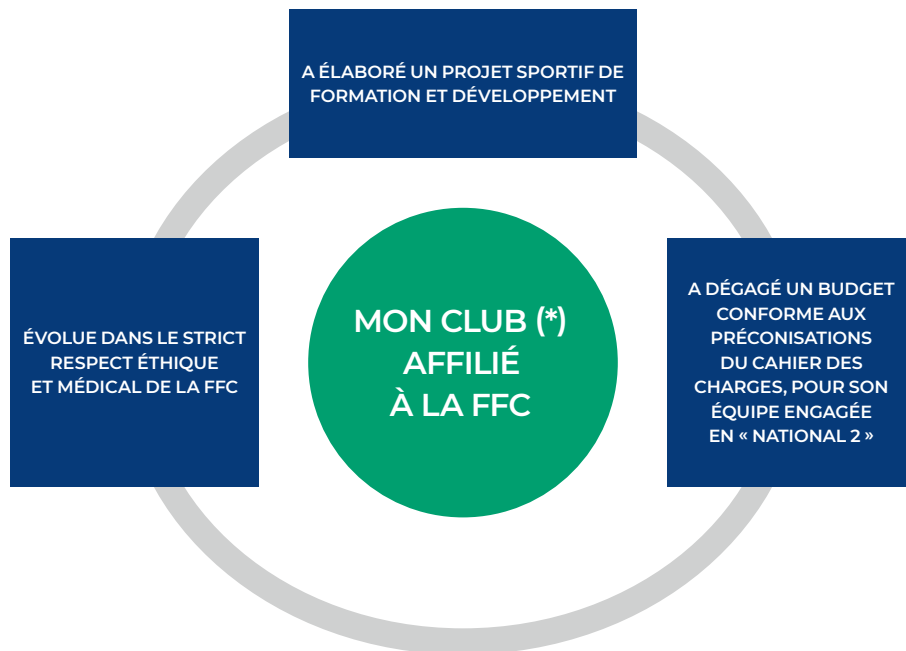 A ÉLABORÉ UN PROJET SPORTIF DE
FORMATION ET DÉVELOPPEMENT
ÉVOLUE DANS LE STRICT
RESPECT ÉTHIQUE
ET MÉDICAL DE LA FFC
MON CLUB (*)
AFFILIÉ
À LA FFC
A DÉGAGÉ UN BUDGET
CONFORME AUX
PRÉCONISATIONS
DU CAHIER DES
CHARGES, POUR SON
ÉQUIPE ENGAGÉE
EN « NATIONAL 2 »